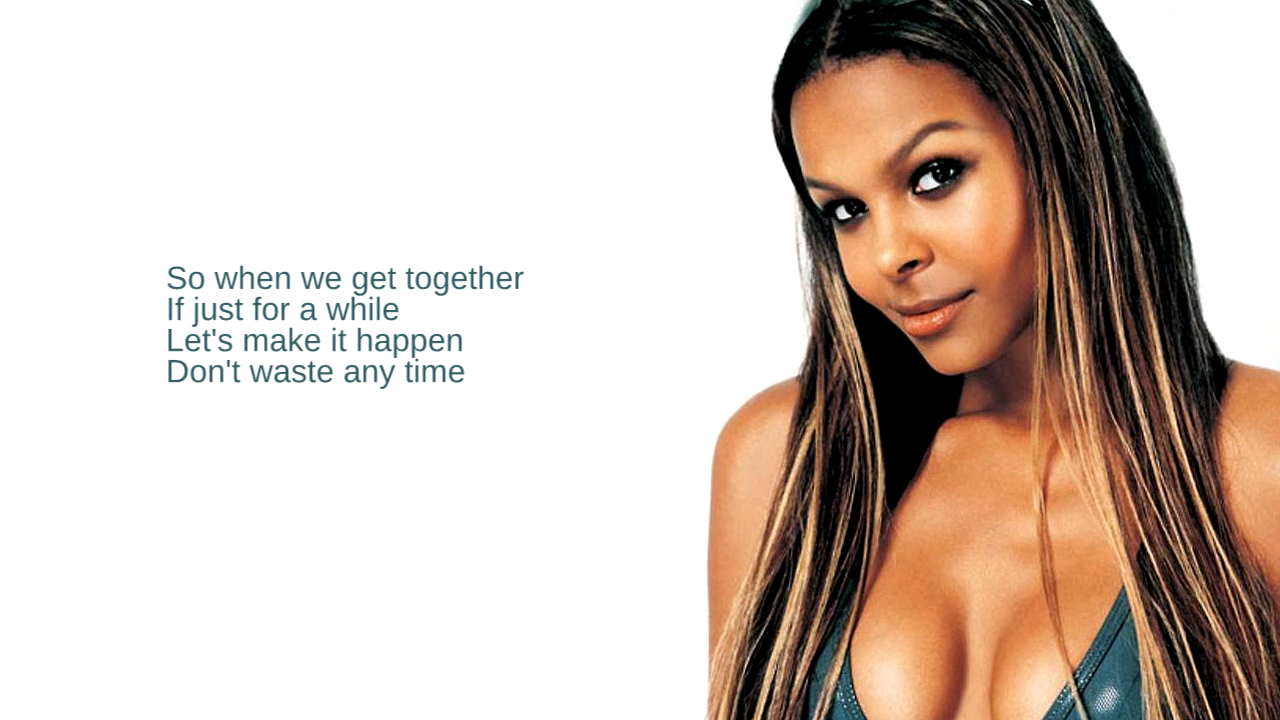 So when we get together
If just for a while
Let's make it happen
Don't waste any time